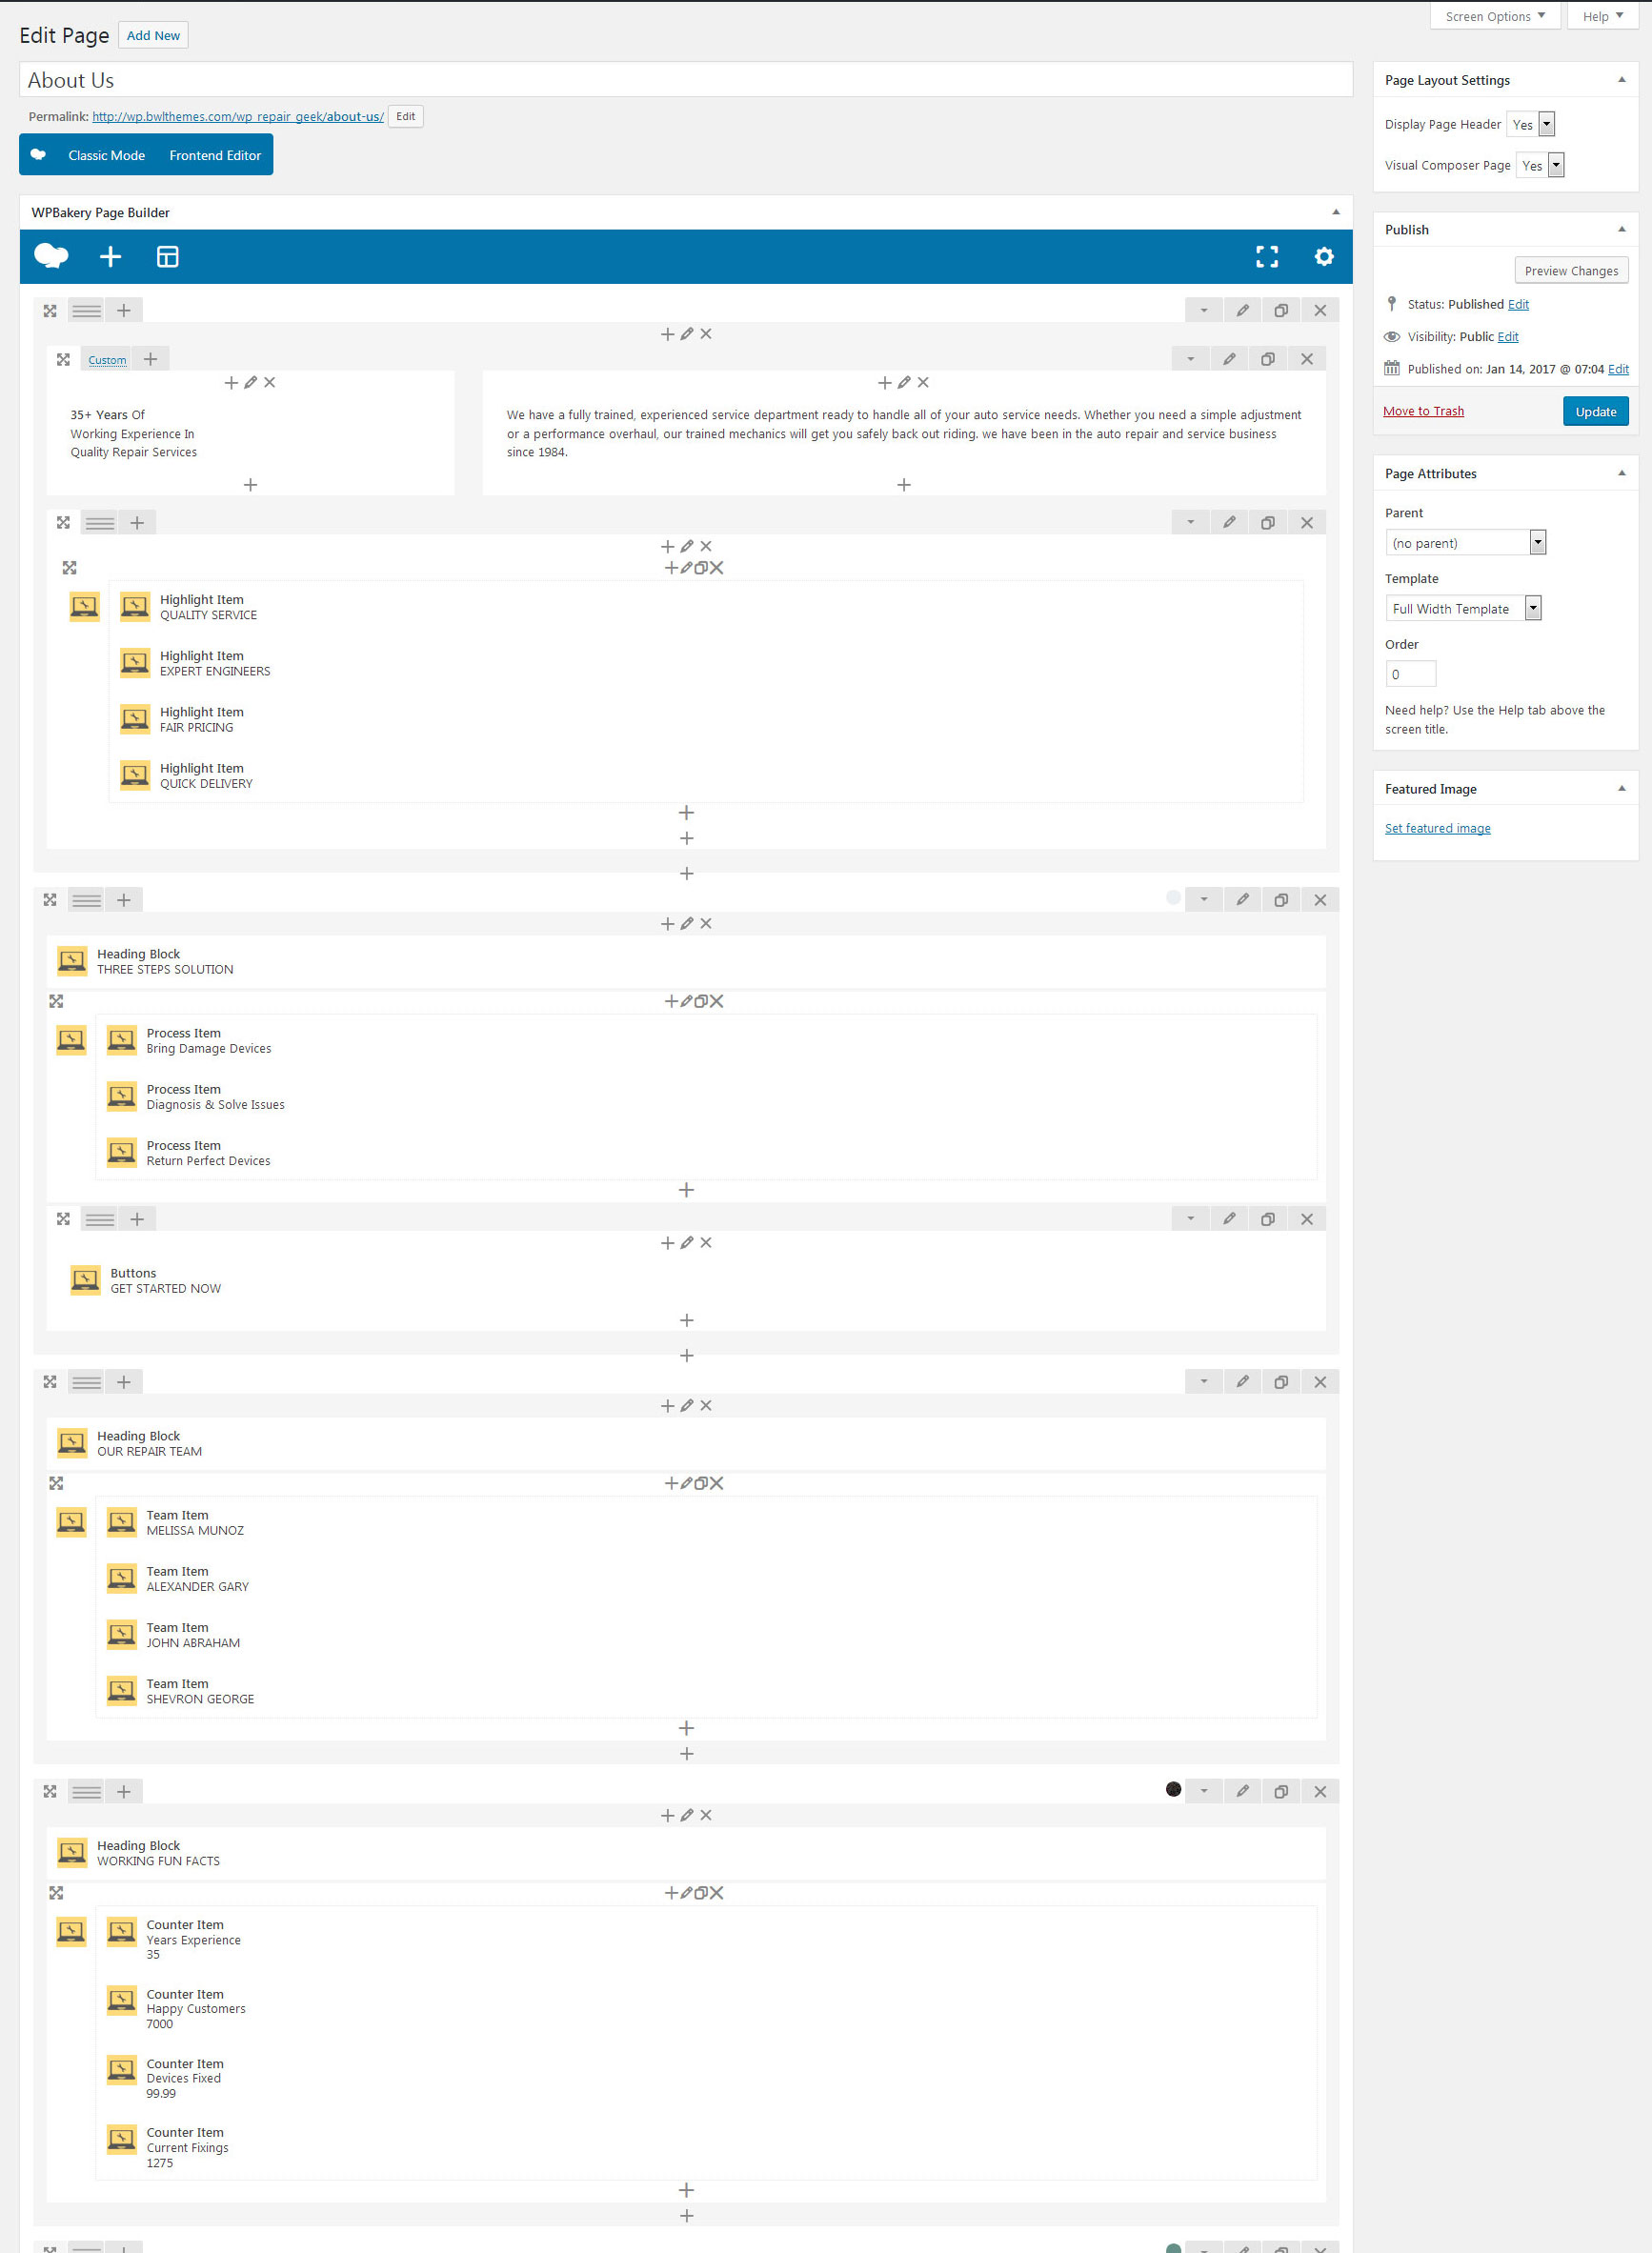 Screen Options
Help
Edit Page
Add New
About Us
Permalink: http://wp.bwlthemes.com/wp_repair_geek/about-us/
Edit
Classic Mode
Frontend Editor
WPBakery Page Builder
Custom
35+ Years Of
Working Experience In
Quality Repair Services
We have a fully trained, experienced service department ready to handle all of your auto service needs. Whether you need a simple adjustment
or a performance overhaul, our trained mechanics will get you safely back out riding. we have been in the auto repair and service business
since 1984.
Highlight Item
QUALITY SERVICE
Highlight Item
EXPERT ENGINEERS
Highlight Item
FAIR PRICING
Highlight Item
QUICK DELIVERY
Heading Block
THREE STEPS SOLUTION
Process Item
Bring Damage Devices
Process Item
Diagnosis & Solve Issues
Process Item
Return Perfect Devices
Buttons
GET STARTED NOW
Heading Block
OUR REPAIR TEAM
Team Item
MELISSA MUNOZ
Team Item
ALEXANDER GARY
Team Item
JOHN ABRAHAM
Team Item
SHEVRON GEORGE
Heading Block
WORKING FUN FACTS
Counter Item
Years Experience
35
Counter Item
Happy Customers
7000
Counter Item
Devices Fixed
99.99
Counter Item
Current Fixings
1275
Page Layout Settings
Display Page Header Yes
Visual Composer Page Yes
Publish
Preview Changes
Status: Published Edit
Visibility: Public Edit
Published on: Jan 14, 2017 @ 07:04 Edit
Move to Trash
Update
Page Attributes
Parent
(no parent)
Template
Full Width Template
Order
0
Need help? Use the Help tab above the
screen title.
Featured Image
Set featured image